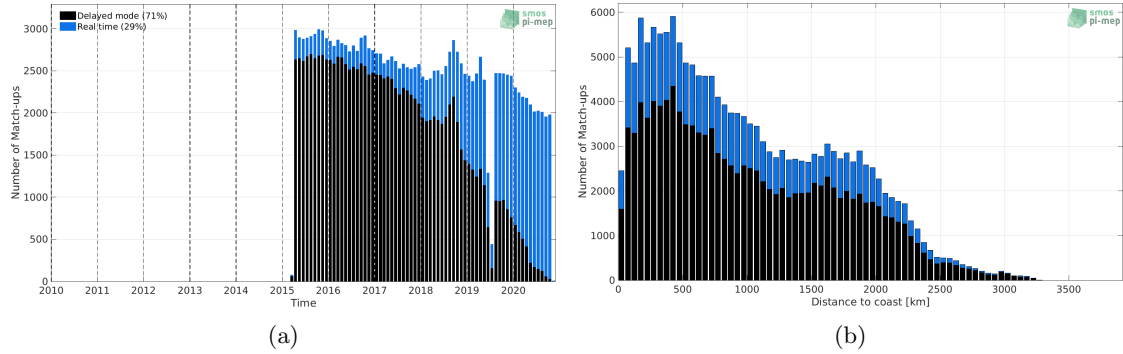 Delayed mode (71%)
Real time (29%)
smos
pi-mep
Number of Match-ups
3000
2500
2000
1500
1000
500
0
2010 2011 2012 2013 2014 2015 2016 2017 2018 2019 2020
Time
(a)
smos
pi-mep
Number of Match-ups
6000
5000
4000
3000
2000
1000
0
0 500 1000 1500 2000 2500 3000 3500
Distance to coast [km]
(b)